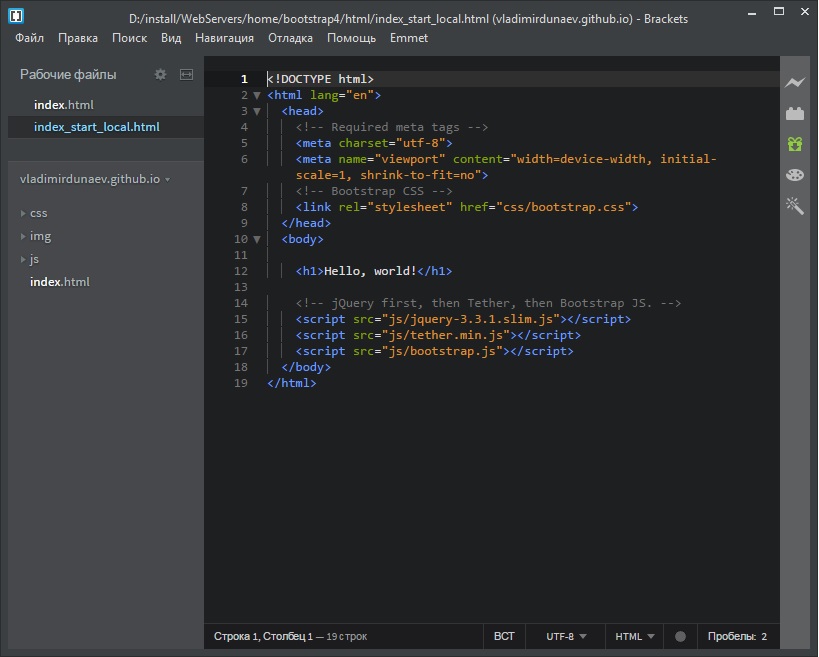 D:/install/WebServers/home/bootstrap4/html/index_start_local.html (vladimirdunaev.github.io) - Brackets
Файл Правка Поиск Вид Навигация Отладка Помощь Emmet
Рабочие файлы
index.html
index_start_local.html
vladimirdunaev.github.io
css
img
js
index.html
1 <!DOCTYPE html>
2 <html lang="en">
3 <head>
4 <!-- Required meta tags -->
5 <meta charset="utf-8">
6 <meta name="viewport" content="width=device-width, initial-
scale=1, shrink-to-fit=no">
7 <!-- Bootstrap CSS -->
8 <link rel="stylesheet" href="css/bootstrap.css">
9 </head>
10 <body>
11
12 <h1>Hello, world!</h1>
13
14 <!-- jQuery first, then Tether, then Bootstrap JS. -->
15 <script src="js/jquery-3.3.1.slim.js"></script>
16 <script src="js/tether.min.js"></script>
17 <script src="js/bootstrap.js"></script>
18 </body>
19 </html>
Строка 1, Столбец 1 — 19 строк ВСТ UTF-8 HTML Пробелы: 2